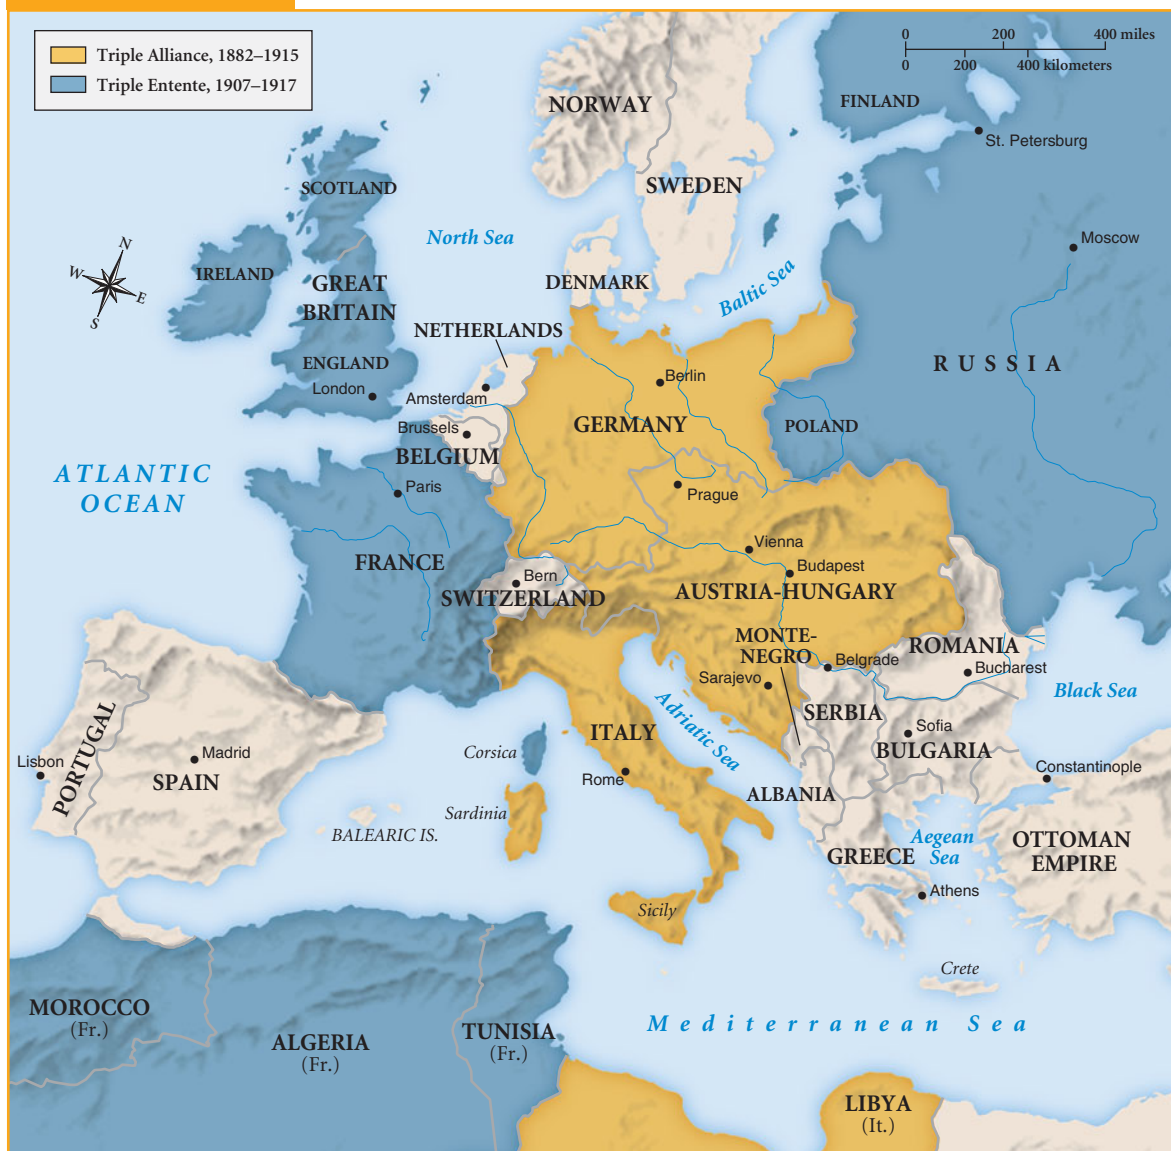 Triple Alliance, 1882–1915
Triple Entente, 1907–1917
0 200 400 miles
0 200 400 kilometers
NORWAY
FINLAND
St. Petersburg
SCOTLAND
SWEDEN
North Sea
Moscow
N
W
E
S
IRELAND
GREAT
BRITAIN
DENMARK
Baltic Sea
NETHERLANDS
ENGLAND
RUSSIA
London
Amsterdam
Berlin
Brussels
GERMANY
POLAND
BELGIUM
ATLANTIC
OCEAN
Paris
Prague
FRANCE
Vienna
Bern
Budapest
SWITZERLAND
AUSTRIA-HUNGARY
MONTE-
NEGRO
ROMANIA
Belgrade
Bucharest
Sarajevo
Black Sea
PORTUGAL
Adriatic Sea
SERBIA
ITALY
Sofia
BULGARIA
Corsica
Madrid
Lisbon
SPAIN
Rome
Constantinople
ALBANIA
Sardinia
BALEARIC IS.
Aegean
Sea
OTTOMAN
EMPIRE
GREECE
Athens
Sicily
Crete
MOROCCO
(Fr.)
ALGERIA
(Fr.)
TUNISIA
(Fr.)
Mediterranean Sea
LIBYA
(It.)